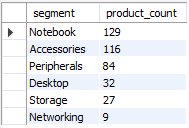 segment product_count
Notebook 129
Accessories 116
Peripherals 84
Desktop 32
Storage 27
Networking 9